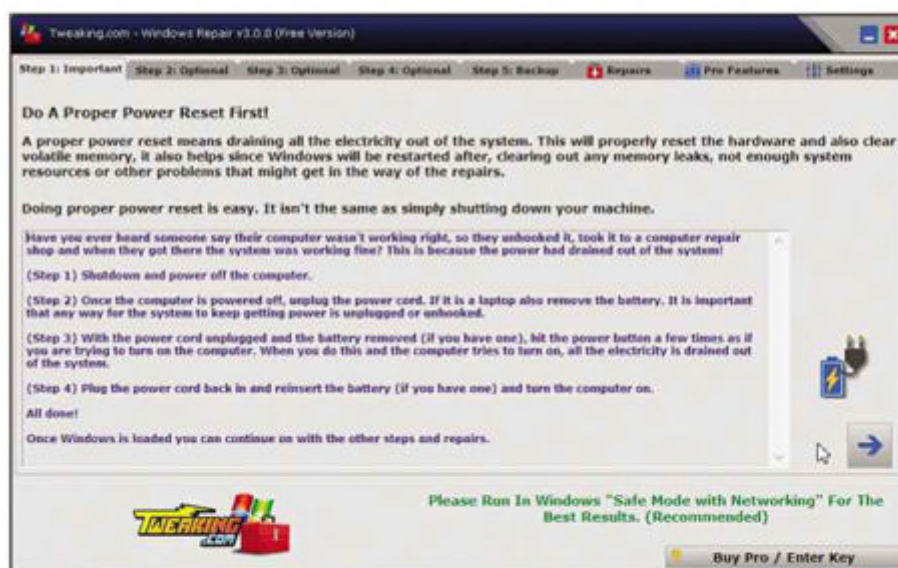 Tweaking.com - Windows Repair v3.0.0 (Free Version)
Step 1: Important Step 2: Optional Step 3: Optional Step 4: Optional Step 5: Backup Repairs Pro Features Settings
Do A Proper Power Reset First!
A proper power reset means draining all the electricity out of the system. This will properly reset the hardware and also clear
volatile memory, it also helps since Windows will be restarted after, clearing out any memory leaks, not enough system
resources or other problems that might get in the way of the repairs.
Doing proper power reset is easy. It isn't the same as simply shutting down your machine.
Have you ever heard someone say their computer wasn't working right, so they unhooked it, took it to a computer repair
shop and when they got there the system was working fine? This is because the power had drained out of the system!
(Step 1) Shutdown and power off the computer.
(Step 2) Once the computer is powered off, unplug the power cord. If it is a laptop also remove the battery. It is important
that any way for the system to keep getting power is unplugged or unhooked.
(Step 3) With the power cord unplugged and the battery removed (if you have one), hit the power button a few times as if
you are trying to turn on the computer. When you do this and the computer tries to turn on, all the electricity is drained out
of the system.
(Step 4) Plug the power cord back in and reinsert the battery (if you have one) and turn the computer on.
All done!
Once Windows is loaded you can continue on with the other steps and repairs.
TWEAKING
.COM
Please Run In Windows "Safe Mode with Networking" For The
Best Results. (Recommended)
Buy Pro / Enter Key